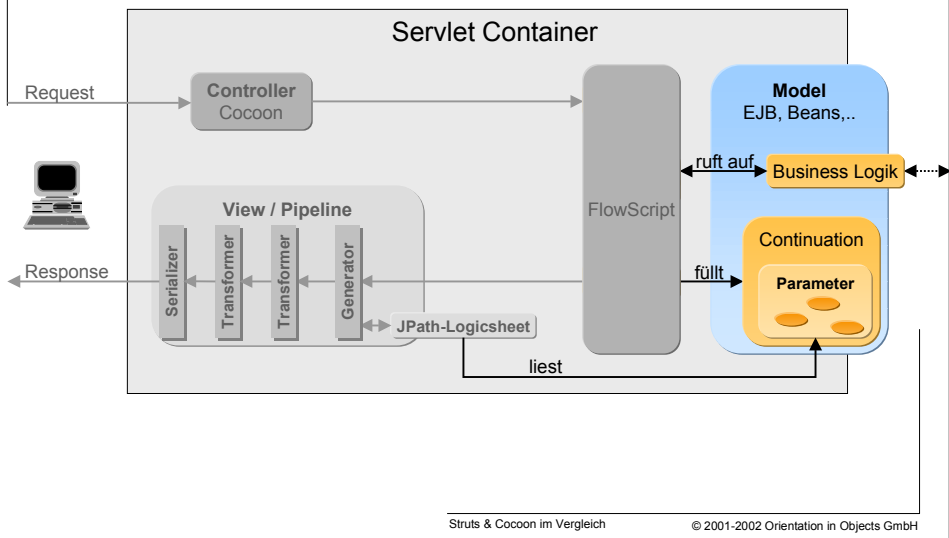 Servlet Container
Request
Controller
Cocoon
Model
EJB, Beans,..
ruft auf
Business Logik
View / Pipeline
FlowScript
Continuation
Response
Serializer
Transformer
Transformer
Generator
füllt
Parameter
JPath-Logicsheet
liest
Struts & Cocoon im Vergleich
© 2001-2002 Orientation in Objects GmbH